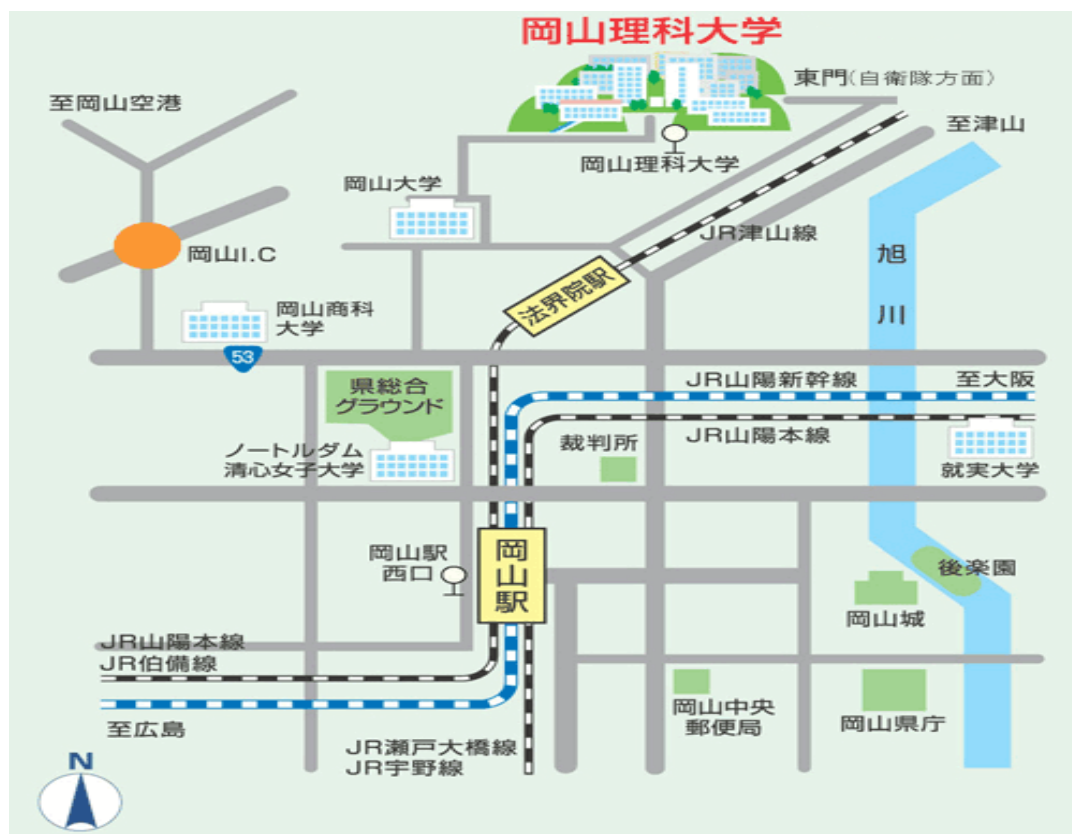 岡山理科大学
東門(自衛隊方面)
至岡山空港
至津山
岡山理科大学
岡山大学
JR津山線
旭
川
岡山I.C
法界院駅
岡山商科
大学
53
県総合
グラウンド
JR山陽新幹線
至大阪
JR山陽本線
裁判所
ノートルダム
清心女子大学
就実大学
岡山駅
西口
岡山駅
後楽園
岡山城
JR山陽本線
JR伯備線
岡山中央
郵便局
岡山県庁
至広島
JR瀬戸大橋線
JR宇野線
N